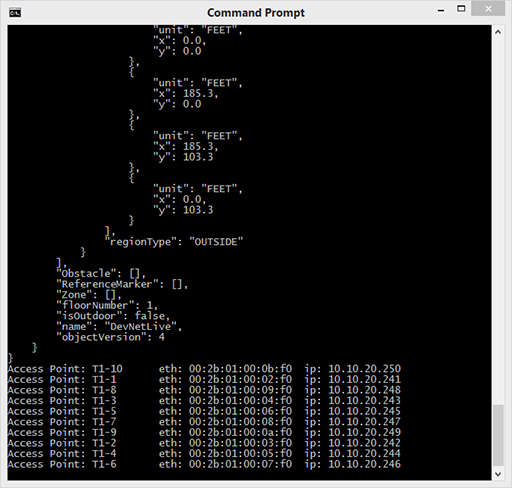 Command Prompt
"unit": "FEET",
"x": 0.0,
"y": 0.0
},
{
"unit": "FEET",
"x": 185.3,
"y": 0.0
},
{
"unit": "FEET",
"x": 185.3,
"y": 103.3
},
{
"unit": "FEET",
"x": 0.0,
"y": 103.3
}
],
"regionType": "OUTSIDE"
}
],
"Obstacle": [],
"ReferenceMarker": [],
"Zone": [],
"floorNumber": 1,
"isOutdoor": false,
"name": "DevNetLive",
"objectVersion": 4
}
}
Access Point: T1-10 eth: 00:2b:01:00:0b:f0 ip: 10.10.20.250
Access Point: T1-1 eth: 00:2b:01:00:02:f0 ip: 10.10.20.241
Access Point: T1-8 eth: 00:2b:01:00:09:f0 ip: 10.10.20.248
Access Point: T1-3 eth: 00:2b:01:00:04:f0 ip: 10.10.20.243
Access Point: T1-5 eth: 00:2b:01:00:06:f0 ip: 10.10.20.245
Access Point: T1-7 eth: 00:2b:01:00:08:f0 ip: 10.10.20.247
Access Point: T1-9 eth: 00:2b:01:00:0a:f0 ip: 10.10.20.249
Access Point: T1-2 eth: 00:2b:01:00:03:f0 ip: 10.10.20.242
Access Point: T1-4 eth: 00:2b:01:00:05:f0 ip: 10.10.20.244
Access Point: T1-6 eth: 00:2b:01:00:07:f0 ip: 10.10.20.246